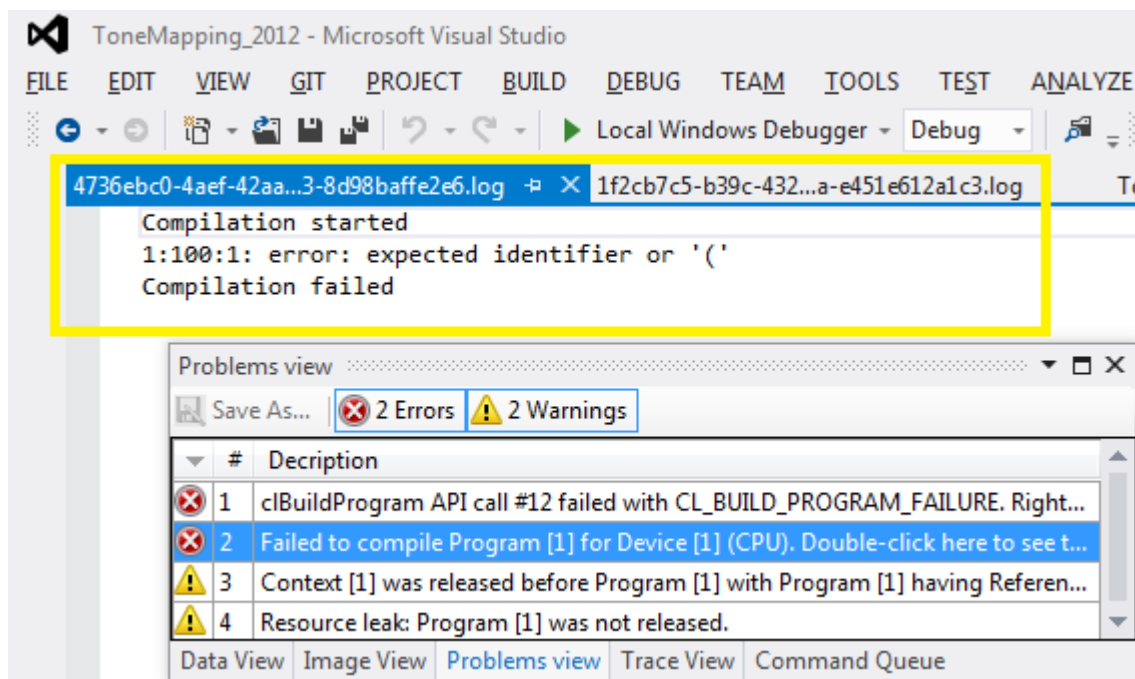 ToneMapping_2012 - Microsoft Visual Studio
FILE EDIT VIEW GIT PROJECT BUILD DEBUG TEAM TOOLS TEST ANALYZE
Local Windows Debugger Debug
4736ebc0-4aef-42aa...3-8d98baffe2e6.log 1f2cb7c5-b39c-432...a-e451e612a1c3.log
Compilation started
1:100:1: error: expected identifier or '('
Compilation failed
Problems view
Save As... 2 Errors 2 Warnings
# Decription
1 clBuildProgram API call #12 failed with CL_BUILD_PROGRAM_FAILURE. Right...
2 Failed to compile Program [1] for Device [1] (CPU). Double-click here to see t...
3 Context [1] was released before Program [1] with Program [1] having Referen...
4 Resource leak: Program [1] was not released.
Data View Image View Problems view Trace View Command Queue